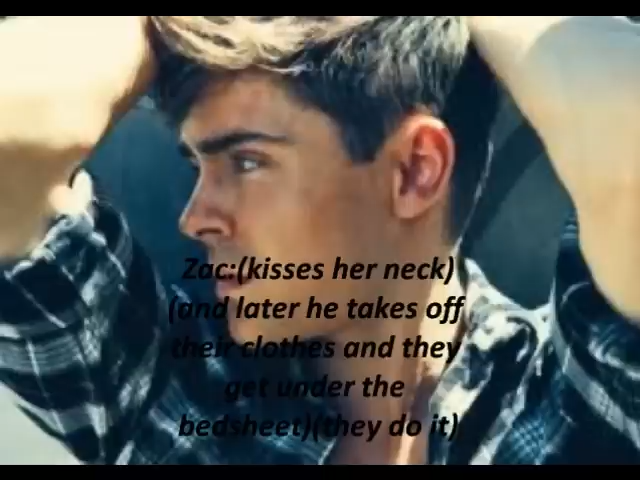 Zac:(kisses her neck)
(and later he takes off
their clothes and they
get under the
bedsheet)(they do it)